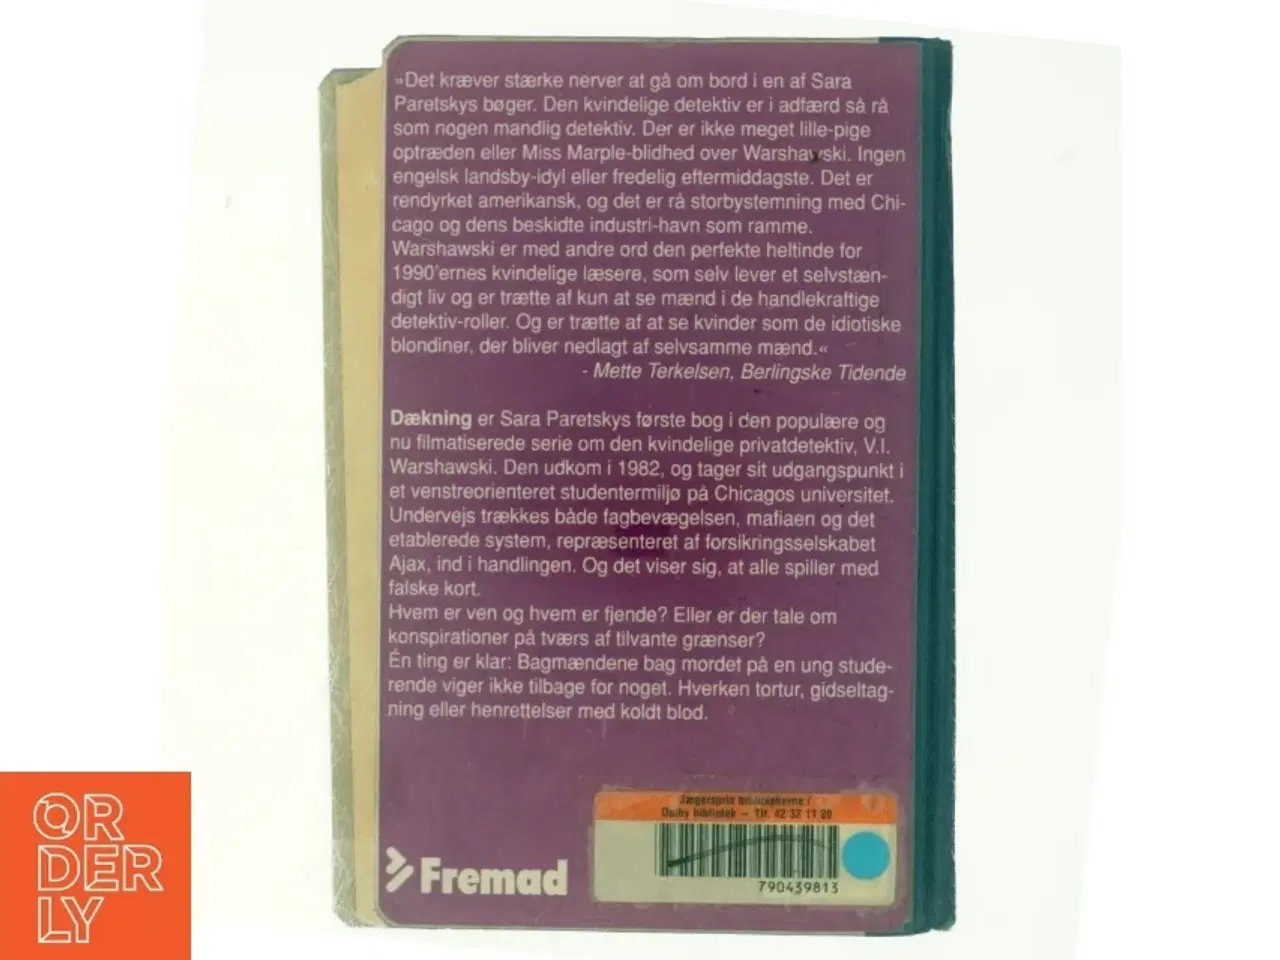 »Det kræver stærke nerver at gå om bord i en af Sara
Paretskys bøger. Den kvindelige detektiv er i adfærd så rå
som nogen mandlig detektiv. Der er ikke meget lille-pige
optræden eller Miss Marple-blidhed over Warshawski. Ingen
engelsk landsby-idyl eller fredelig eftermiddagste. Det er
rendyrket amerikansk, og det er rå storbystemning med Chi-
cago og dens beskidte industri-havn som ramme.
Warshawski er med andre ord den perfekte heltinde for
1990'ernes kvindelige læsere, som selv lever et selvstæn-
digt liv og er trætte af kun at se mænd i de handlekraftige
detektiv-roller. Og er trætte af at se kvinder som de idiotiske
blondiner, der bliver nedlagt af selvsamme mænd.«
- Mette Terkelsen, Berlingske Tidende
Dækning er Sara Paretskys første bog i den populære og
nu filmatiserede serie om den kvindelige privatdetektiv, V.I.
Warshawski. Den udkom i 1982, og tager sit udgangspunkt i
et venstreorienteret studentermiljø på Chicagos universitet.
Undervejs trækkes både fagbevægelsen, mafiaen og det
etablerede system, repræsenteret af forsikringsselskabet
Ajax, ind i handlingen. Og det viser sig, at alle spiller med
falske kort.
Hvem er ven og hvem er fjende? Eller er der tale om
konspirationer på tværs af tilvante grænser?
Én ting er klar: Bagmændene bag mordet på en ung stude-
rende viger ikke tilbage for noget. Hverken tortur, gidseltag-
ning eller henrettelser med koldt blod.
Jægerspris bibliotekerne /
bibliotek – Tlf. 42 32 11 20
790439813
Fremad
ORDERLY